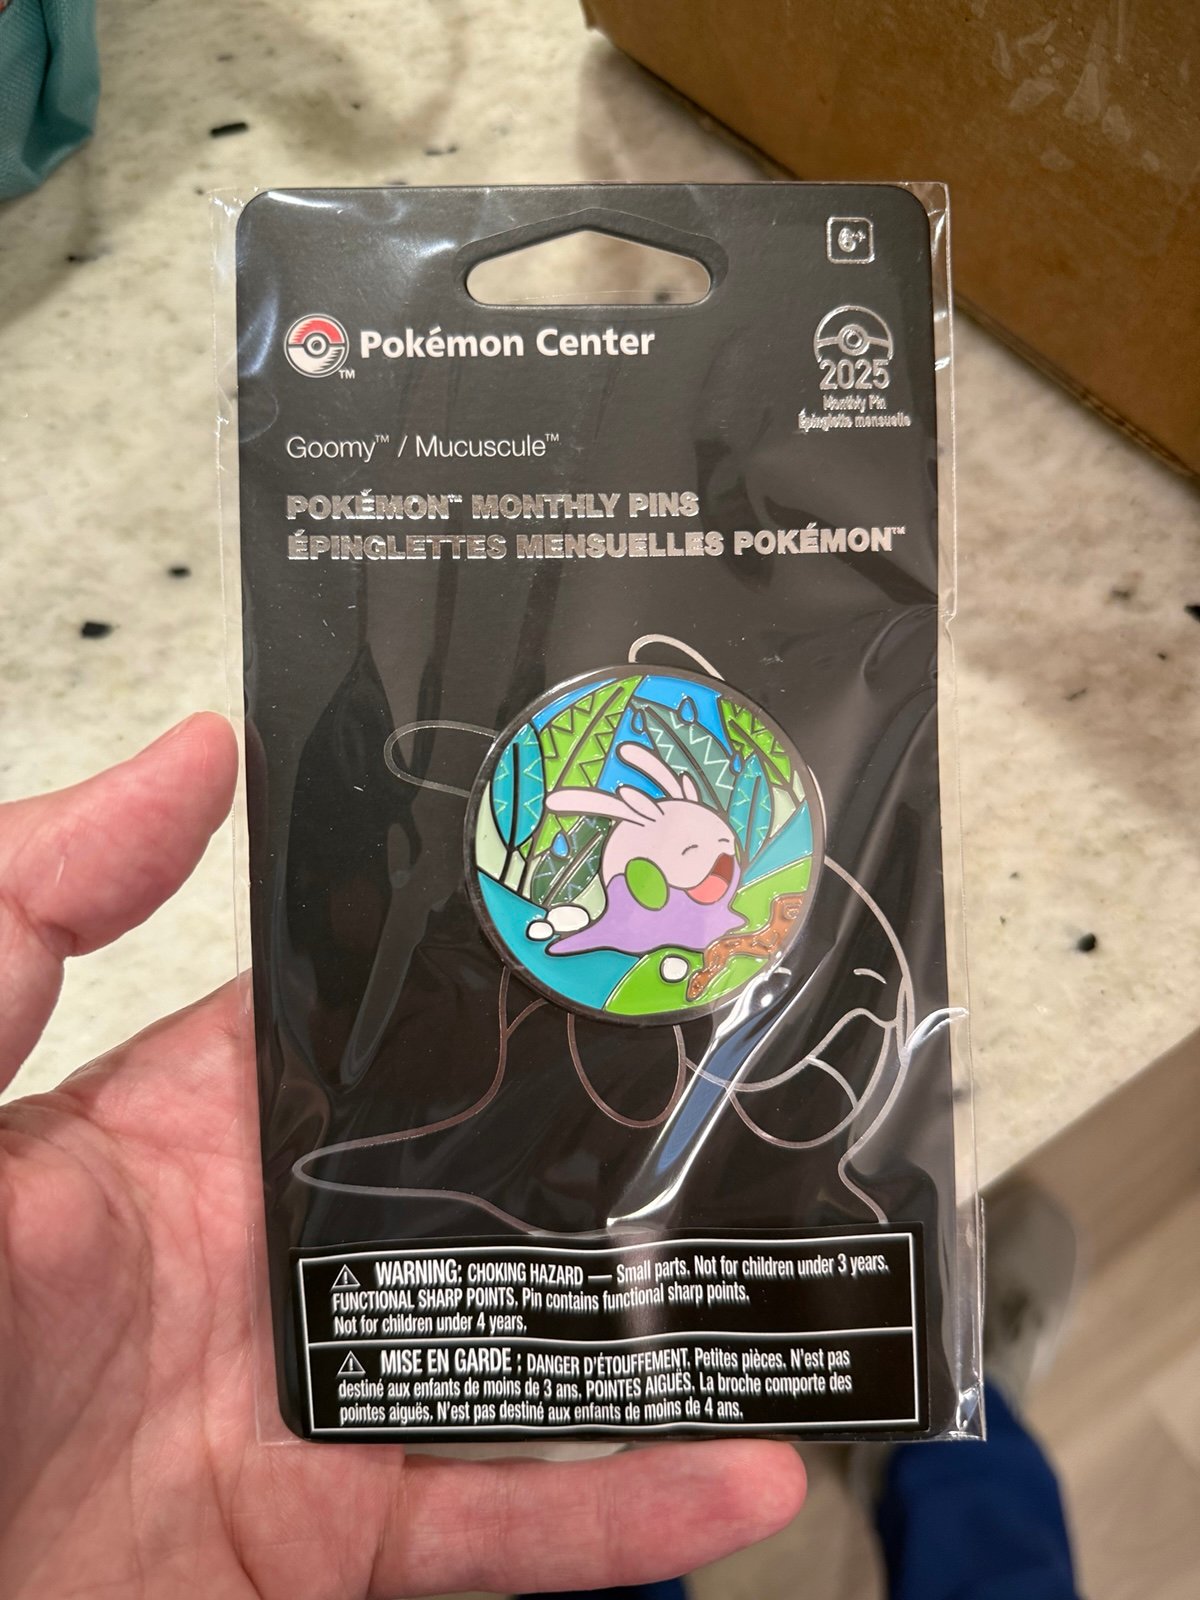 6+
Pokémon Center
TM
2025
Monthly Pin
Épinglette mensuelle
Goomy™ / Mucuscule™
POKÉMON™ MONTHLY PINS
ÉPINGLETTES MENSUELLES POKÉMON™
WARNING: CHOKING HAZARD — Small parts. Not for children under 3 years.
FUNCTIONAL SHARP POINTS. Pin contains functional sharp points.
Not for children under 4 years.
MISE EN GARDE : DANGER D'ÉTOUFFEMENT. Petites pièces. N'est pas
destiné aux enfants de moins de 3 ans. POINTES AIGUËS. La broche comporte des
pointes aiguës. N'est pas destiné aux enfants de moins de 4 ans.